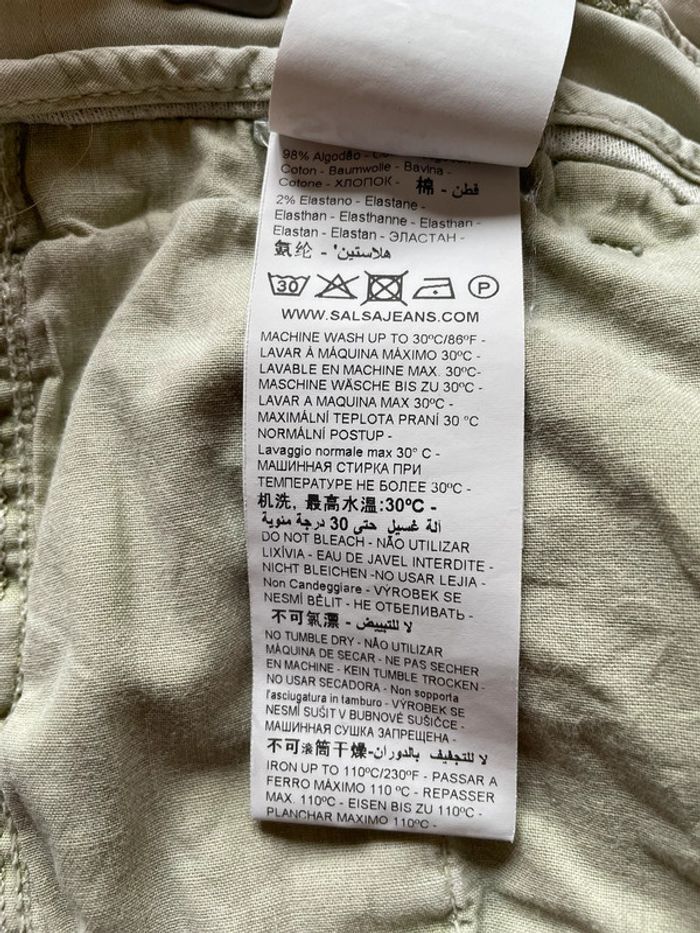 98% Algodão -
Coton - Baumwolle - Bavlna -
Cotone - ХЛОПОК - 棉 - قطن
2% Elastano - Elastane -
Elasthan - Elasthanne - Elasthan -
Elastan - Elastan - ЭЛАСТАН -
氨纶 - 'هلاستين
30 P
WWW.SALSAJEANS.COM
MACHINE WASH UP TO 30ºC/86ºF -
LAVAR À MÁQUINA MÁXIMO 30ºC -
LAVABLE EN MACHINE MAX. 30ºC-
MASCHINE WÄSCHE BIS ZU 30ºC -
LAVAR A MAQUINA MAX 30ºC -
MAXIMÁLNÍ TEPLOTA PRANÍ 30 ºC
NORMÁLNÍ POSTUP -
Lavaggio normale max 30° C -
МАШИННАЯ СТИРКА ПРИ
ТЕМПЕРАТУРЕ НЕ БОЛЕЕ 30ºC -
机洗, 最高水温:30ºC -
آلة غسيل حتى 30 درجة منوية
DO NOT BLEACH - NÃO UTILIZAR
LIXÍVIA - EAU DE JAVEL INTERDITE -
NICHT BLEICHEN -NO USAR LEJIA -
Non Candeggiare - VÝROBEK SE
NESMÍ BĚLIT - НЕ ОТБЕЛИВАТЬ -
不可氯漂 - لا للتبييض
NO TUMBLE DRY - NÃO UTILIZAR
MÁQUINA DE SECAR - NE PAS SECHER
EN MACHINE - KEIN TUMBLE TROCKEN -
NO USAR SECADORA - Non sopporta
l'asciugatura in tamburo - VÝROBEK SE
NESMÍ SUŠIT V BUBNOVÉ SUŠIČCE -
МАШИННАЯ СУШКА ЗАПРЕЩЕНА -
不可滚筒干燥-لا للتجفيف بالدوران
IRON UP TO 110ºC/230ºF - PASSAR A
FERRO MÁXIMO 110 ºC - REPASSER
MAX. 110ºC - EISEN BIS ZU 110ºC -
PLANCHAR MAXIMO 110ºC -